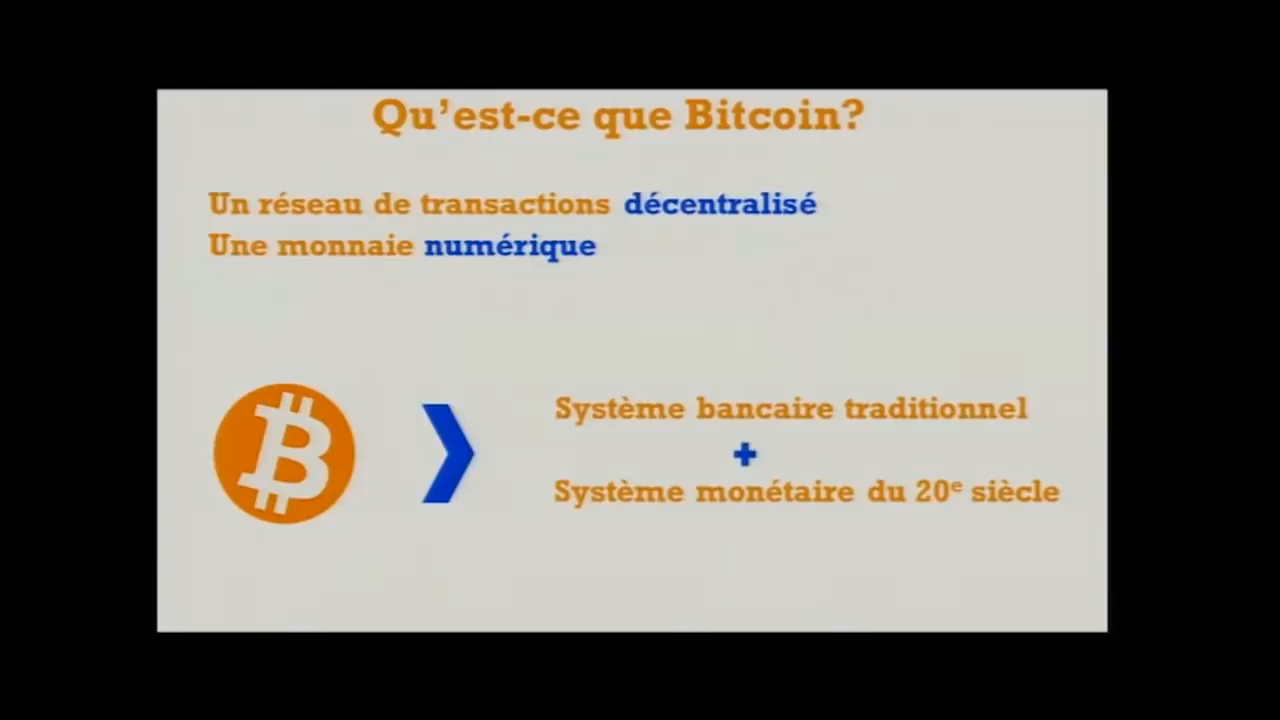 Qu’est-ce que Bitcoin?
Un réseau de transactions décentralisé
Une monnaie numérique
Système bancaire traditionnel
+
Système monétaire du 20e siècle